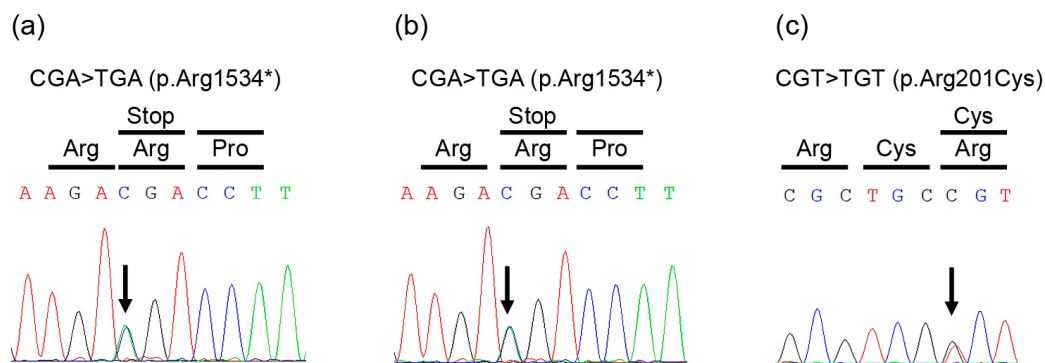 (a)
CGA>TGA (p.Arg1534*)
Stop
Arg Arg Pro
A A G A C G A C C T T
(b)
CGA>TGA (p.Arg1534*)
Stop
Arg Arg Pro
A A G A C G A C C T T
(c)
CGT>TGT (p.Arg201Cys)
Cys
Arg Cys Arg
C G C T G C C G T